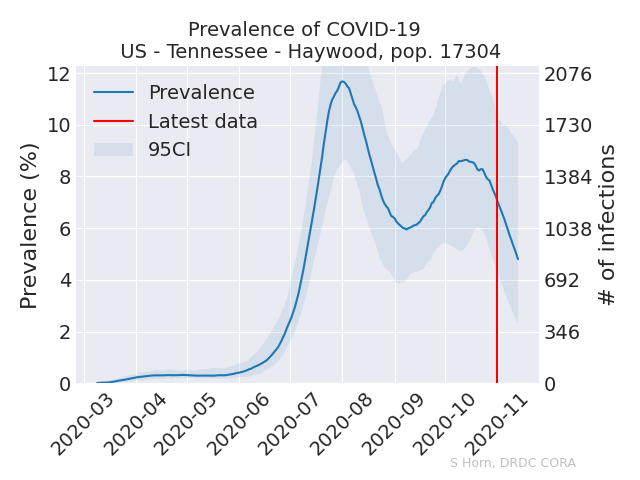 Prevalence of COVID-19
US - Tennessee - Haywood, pop. 17304
Prevalence
Latest data
95CI
Prevalence (%)
12
10
8
6
4
2
0
2076
1730
1384
1038
692
346
0
# of infections
2020-03
2020-04
2020-05
2020-06
2020-07
2020-08
2020-09
2020-10
2020-11
S Horn, DRDC CORA